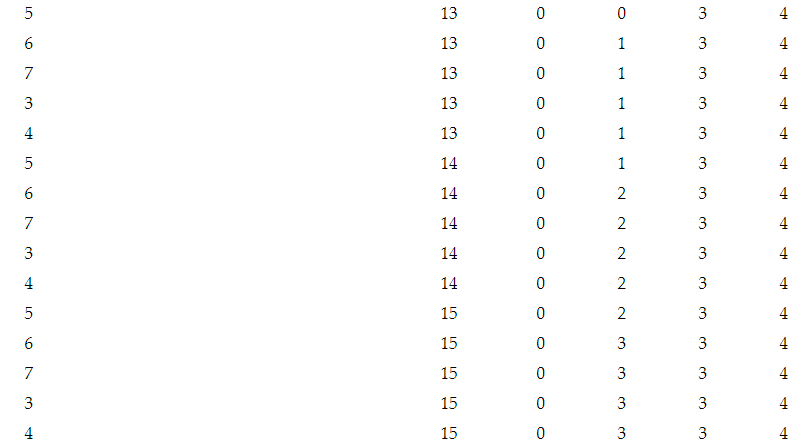 5 13 0 0 3 4
6 13 0 1 3 4
7 13 0 1 3 4
3 13 0 1 3 4
4 13 0 1 3 4
5 14 0 1 3 4
6 14 0 2 3 4
7 14 0 2 3 4
3 14 0 2 3 4
4 14 0 2 3 4
5 15 0 2 3 4
6 15 0 3 3 4
7 15 0 3 3 4
3 15 0 3 3 4
4 15 0 3 3 4